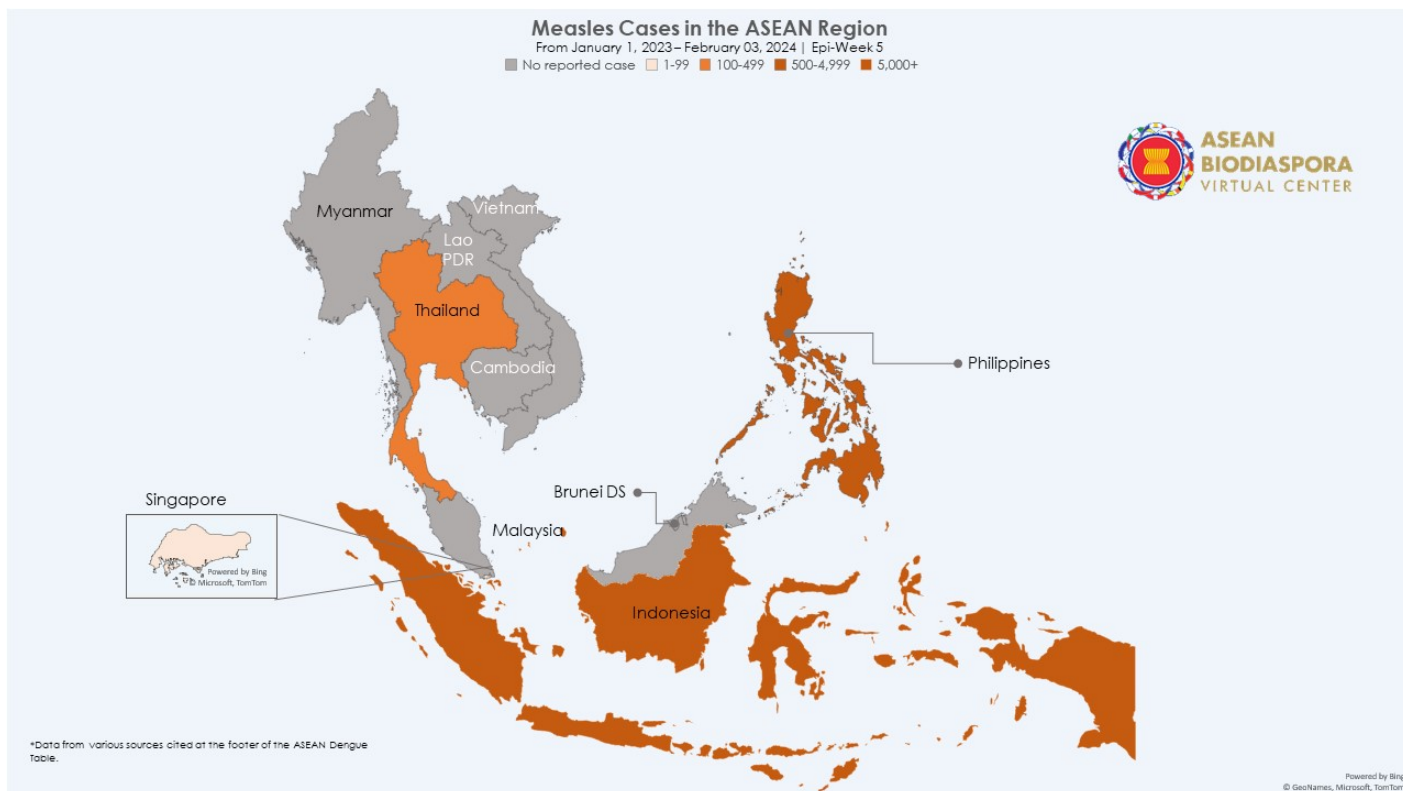 Measles Cases in the ASEAN Region
From January 1, 2023 – February 03, 2024 | Epi-Week 5
No reported case 1-99 100-499 500-4,999 5,000+
ASEAN
BIODIASPORA
VIRTUAL CENTER
Myanmar
Vietnam
Lao
PDR
Thailand
Cambodia
Philippines
Brunei DS
Singapore
Malaysia
Powered by Bing
© Microsoft, TomTom
Indonesia
*Data from various sources cited at the footer of the ASEAN Dengue
Table.
Powered by Bing
© GeoNames, Microsoft, TomTom